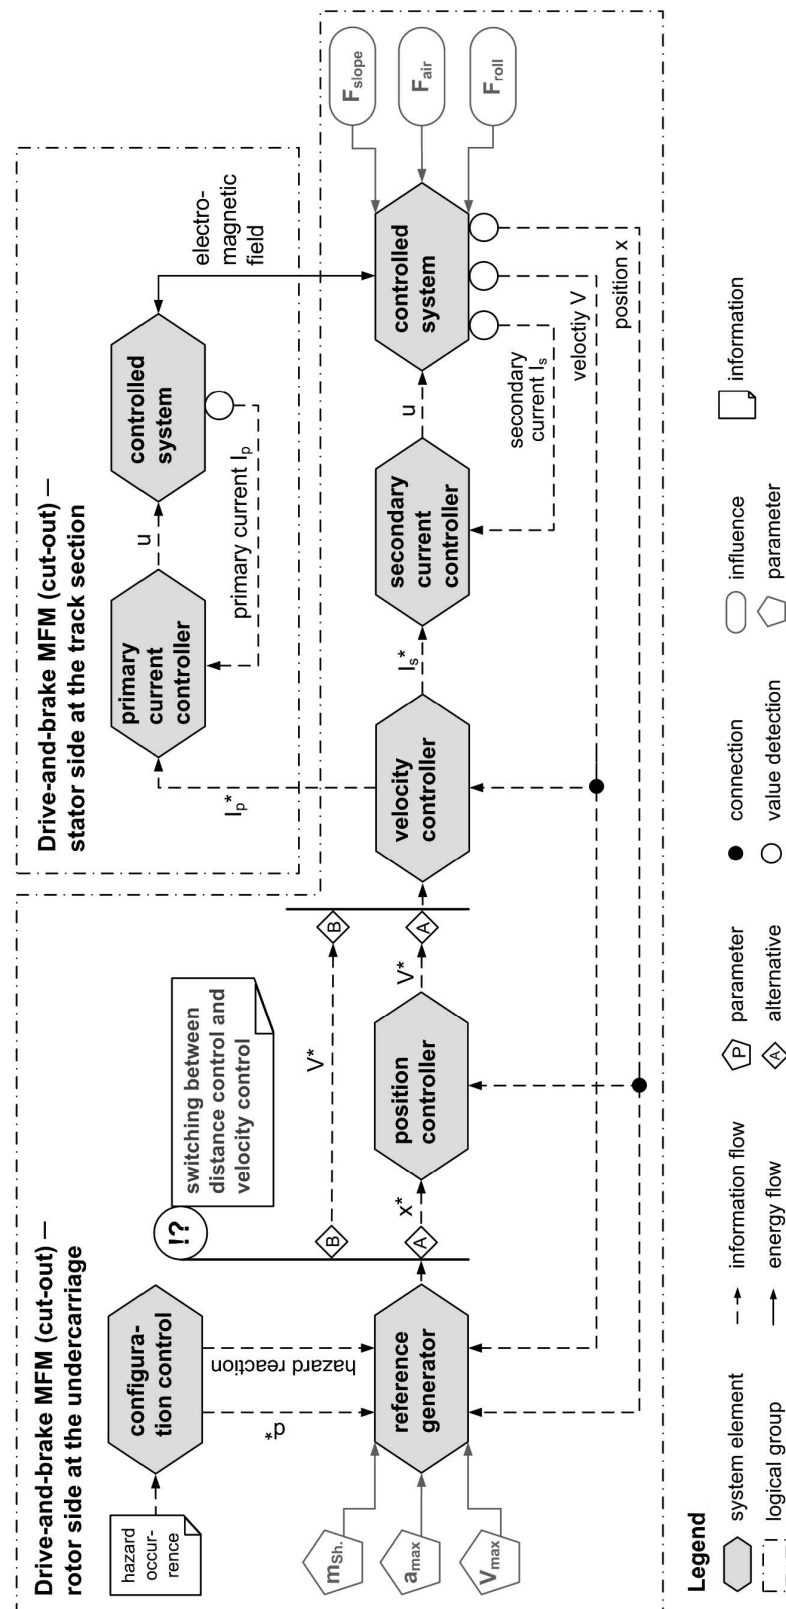 Drive-and-brake MFM (cut-out) —
rotor side at the undercarriage
Drive-and-brake MFM (cut-out) —
stator side at the track section
hazard
occur-
rence
configura-
tion control
d*
hazard reaction
!?
switching between
distance control and
velocity control
primary
current
controller
u
controlled
system
primary current Ip
electro-
magnetic
field
Ip*
B
V*
B
mSh.
amax
Vmax
reference
generator
A
x*
position
controller
V*
A
velocity
controller
Is*
secondary
current
controller
u
controlled
system
Fslope
Fair
Froll
secondary
current Is
veloctiy V
position x
Legend
system element
information flow
P
parameter
connection
influence
information
logical group
energy flow
A
alternative
value detection
parameter